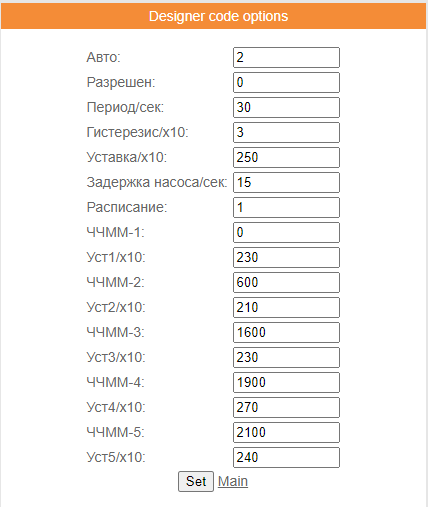 Designer code options
Авто: 2
Разрешен: 0
Период/сек: 30
Гистерезис/x10: 3
Уставка/x10: 250
Задержка насоса/сек: 15
Расписание: 1
ЧЧММ-1: 0
Уст1/x10: 230
ЧЧММ-2: 600
Уст2/x10: 210
ЧЧММ-3: 1600
Уст3/x10: 230
ЧЧММ-4: 1900
Уст4/x10: 270
ЧЧММ-5: 2100
Уст5/x10: 240
Set Main